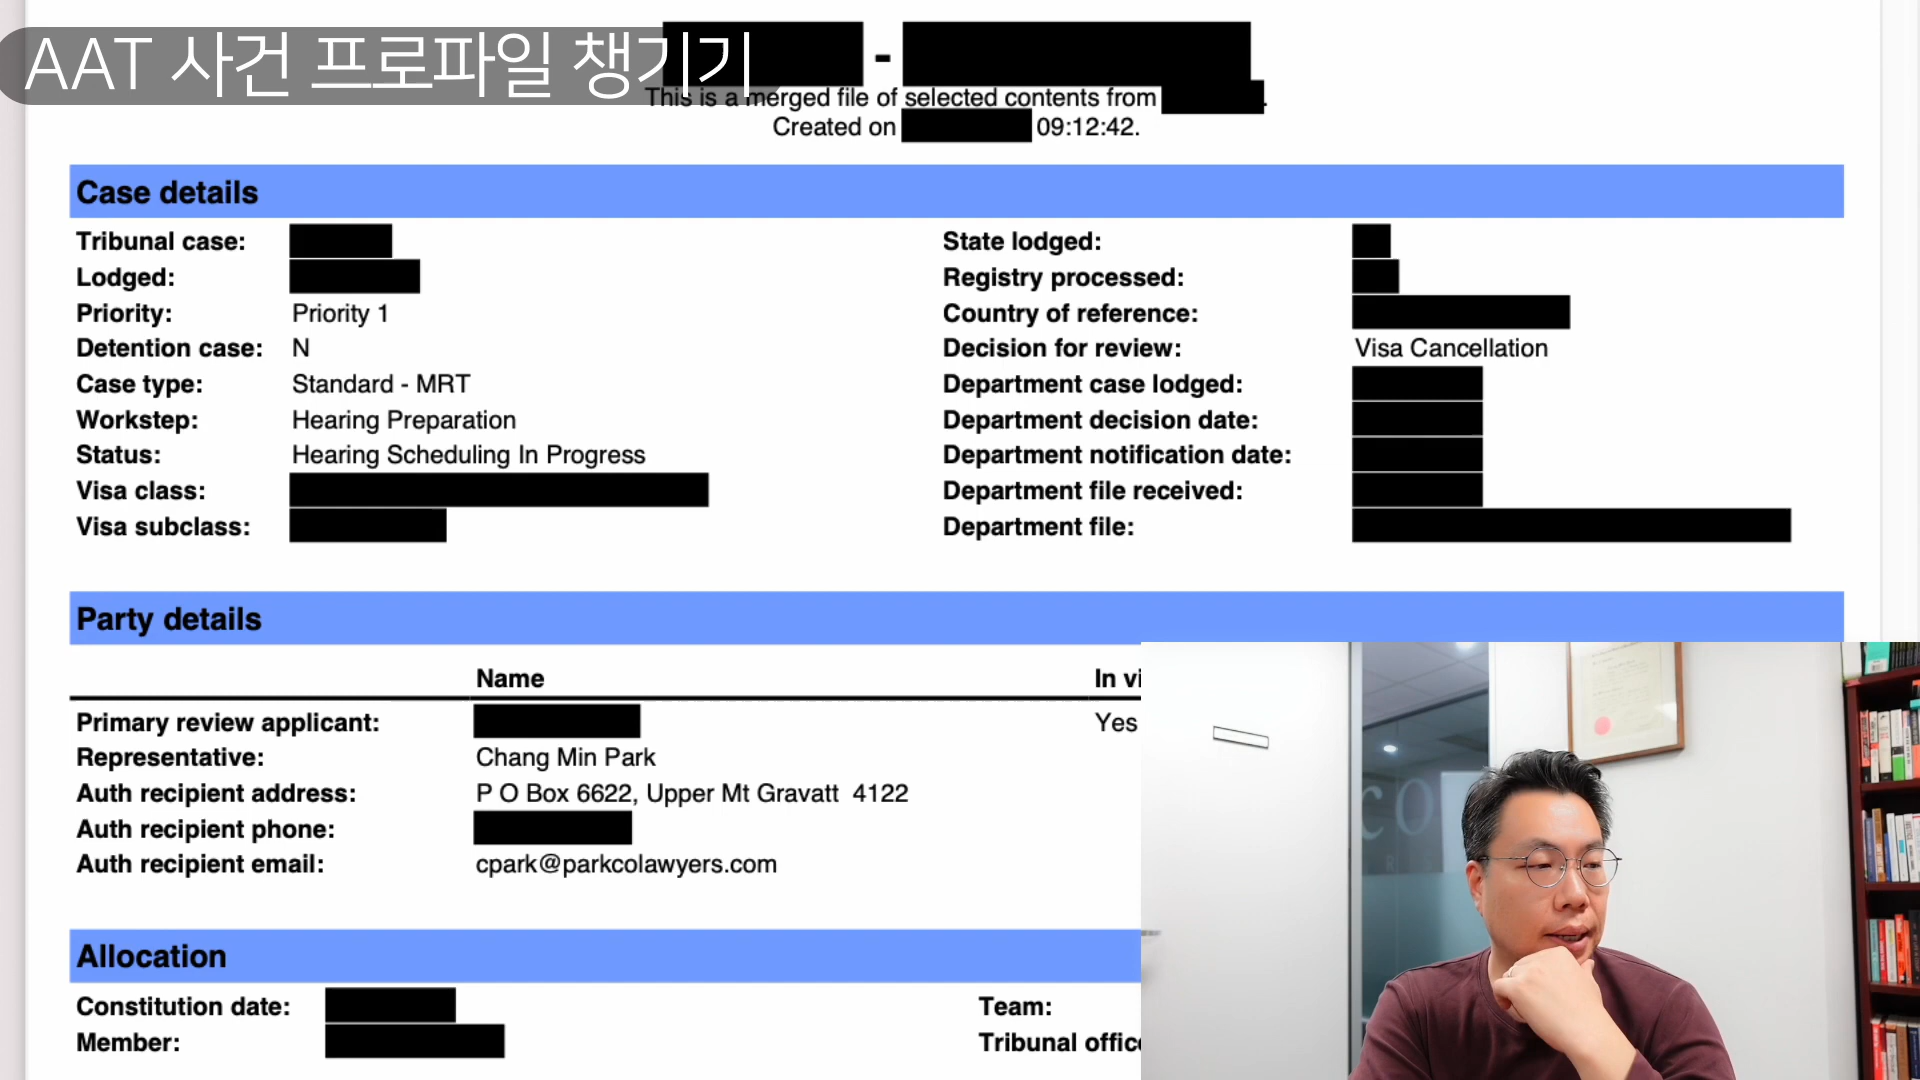 AAT 사건 프로파일 챙기기
-
This is a merged file of selected contents from .
Created on 09:12:42.
Case details
Tribunal case:
Lodged:
Priority: Priority 1
Detention case: N
Case type: Standard - MRT
Workstep: Hearing Preparation
Status: Hearing Scheduling In Progress
Visa class:
Visa subclass:
State lodged:
Registry processed:
Country of reference:
Decision for review: Visa Cancellation
Department case lodged:
Department decision date:
Department notification date:
Department file received:
Department file:
Party details
Name In vi
Primary review applicant: Yes
Representative: Chang Min Park
Auth recipient address: P O Box 6622, Upper Mt Gravatt 4122
Auth recipient phone:
Auth recipient email: cpark@parkcolawyers.com
Allocation
Constitution date:
Member:
Team:
Tribunal office
co